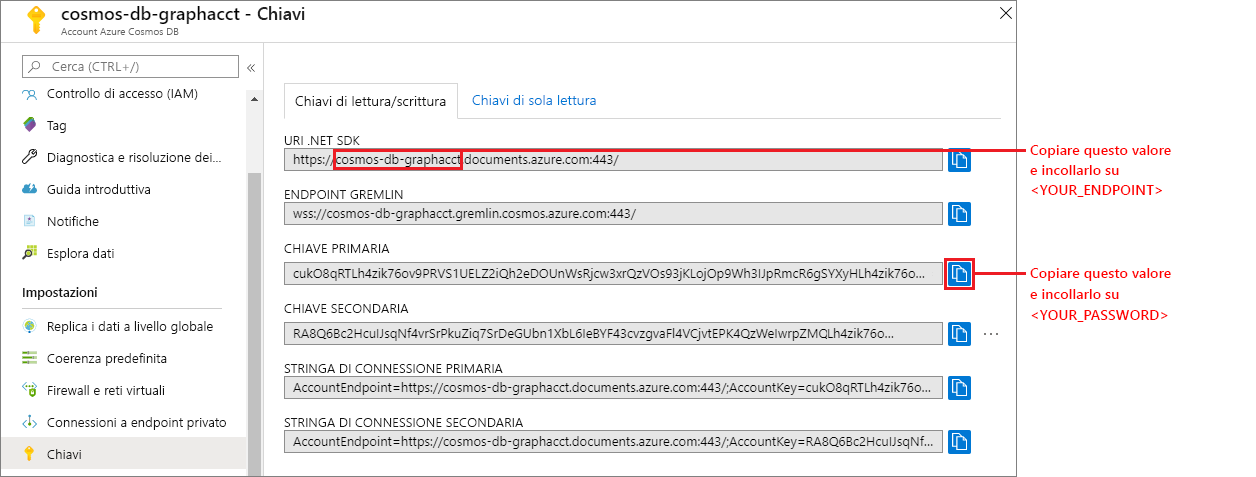 cosmos-db-graphacct - Chiavi
Account Azure Cosmos DB
Cerca (CTRL+/)
Controllo di accesso (IAM)
Tag
Diagnostica e risoluzione dei...
Guida introduttiva
Notifiche
Esplora dati
Impostazioni
Replica i dati a livello globale
Coerenza predefinita
Firewall e reti virtuali
Connessioni a endpoint privato
Chiavi
Chiavi di lettura/scrittura
Chiavi di sola lettura
URI .NET SDK
https://cosmos-db-graphacct.documents.azure.com:443/
ENDPOINT GREMLIN
wss://cosmos-db-graphacct.gremlin.cosmos.azure.com:443/
CHIAVE PRIMARIA
cukO8qRTLh4zik76ov9PRVS1UELZ2iQh2eDOUnWsRjcw3xrQzVOs93jKLojOp9Wh3IJpRmcR6gSYXyHLh4zik76o...
CHIAVE SECONDARIA
RA8Q6Bc2HcuIJsqNf4vrSrPkuZiq7SrDeGUbn1XbL6IeBYF43cvzgvaFl4VCjvtEPK4QzWeIwrpZMQLh4zik76o...
STRINGA DI CONNESSIONE PRIMARIA
AccountEndpoint=https://cosmos-db-graphacct.documents.azure.com:443/;AccountKey=cukO8qRTLh4zik76o...
STRINGA DI CONNESSIONE SECONDARIA
AccountEndpoint=https://cosmos-db-graphacct.documents.azure.com:443/;AccountKey=RA8Q6Bc2HcuIJsqNf...
Copiare questo valore
e incollarlo su
<YOUR_ENDPOINT>
Copiare questo valore
e incollarlo su
<YOUR_PASSWORD>